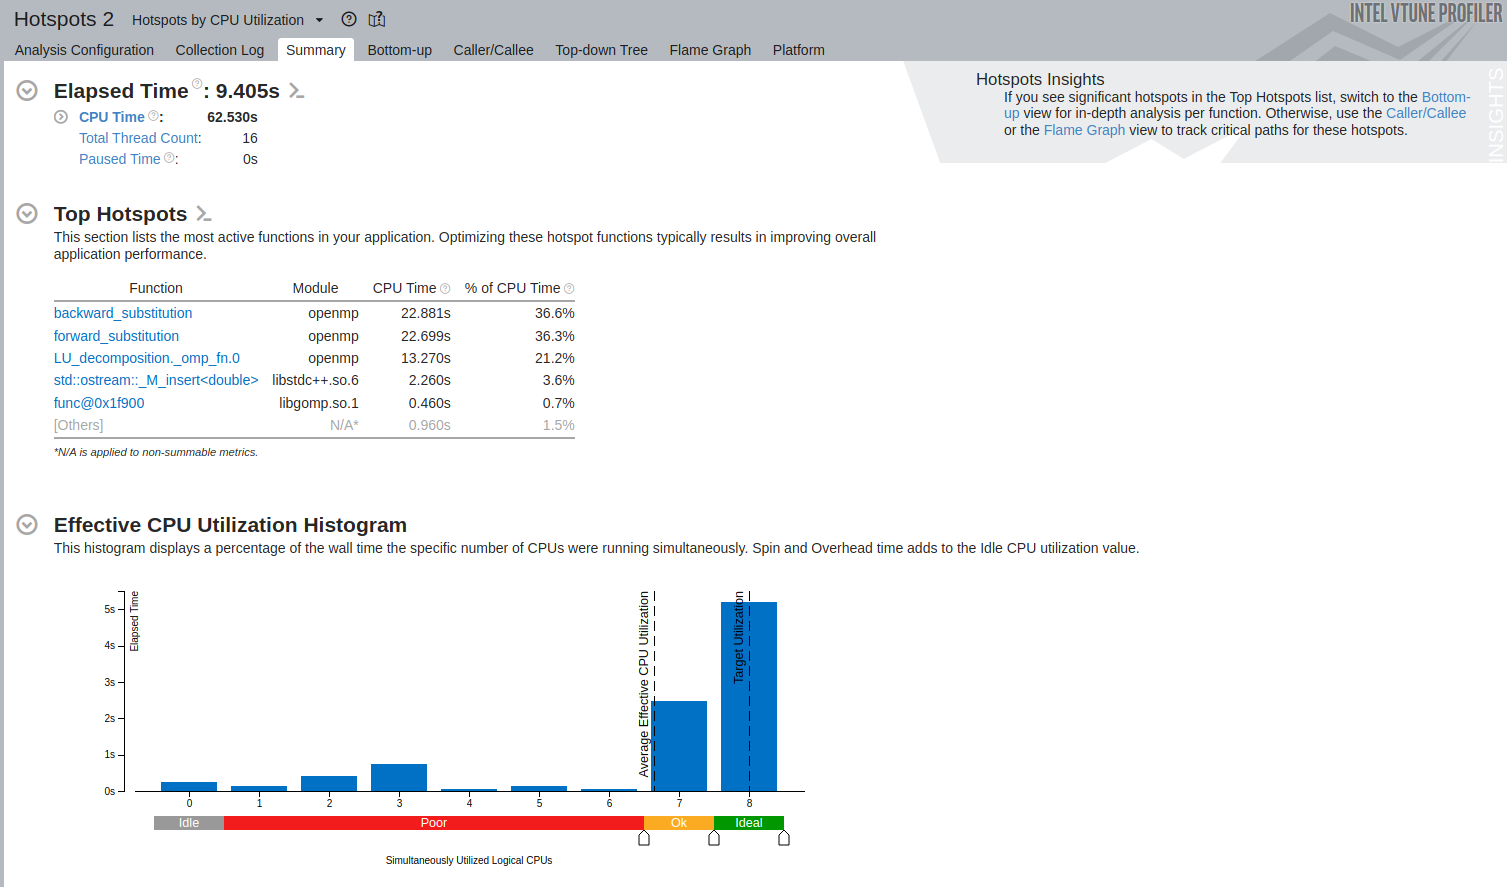 Hotspots 2 Hotspots by CPU Utilization
INTEL VTUNE PROFILER
Analysis Configuration Collection Log Summary Bottom-up Caller/Callee Top-down Tree Flame Graph Platform
Elapsed Time : 9.405s
CPU Time : 62.530s
Total Thread Count: 16
Paused Time : 0s
Hotspots Insights
If you see significant hotspots in the Top Hotspots list, switch to the Bottom-
up view for in-depth analysis per function. Otherwise, use the Caller/Callee
or the Flame Graph view to track critical paths for these hotspots.
INSIGHTS
Top Hotspots
This section lists the most active functions in your application. Optimizing these hotspot functions typically results in improving overall
application performance.
Function Module CPU Time % of CPU Time
backward_substitution openmp 22.881s 36.6%
forward_substitution openmp 22.699s 36.3%
LU_decomposition._omp_fn.0 openmp 13.270s 21.2%
std::ostream::_M_insert<double> libstdc++.so.6 2.260s 3.6%
func@0x1f900 libgomp.so.1 0.460s 0.7%
[Others] N/A* 0.960s 1.5%
*N/A is applied to non-summable metrics.
Effective CPU Utilization Histogram
This histogram displays a percentage of the wall time the specific number of CPUs were running simultaneously. Spin and Overhead time adds to the Idle CPU utilization value.
Elapsed Time
5s
4s
3s
2s
1s
0s
Average Effective CPU Utilization
Target Utilization
0 1 2 3 4 5 6 7 8
Idle Poor Ok Ideal
Simultaneously Utilized Logical CPUs